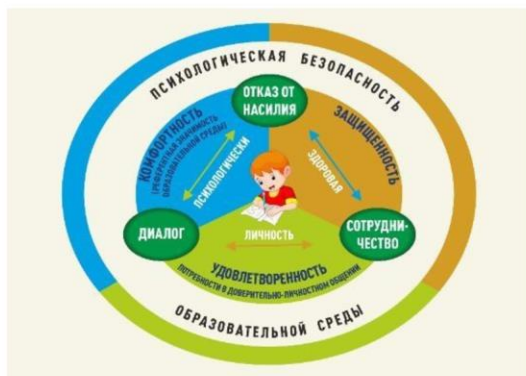 ПСИХОЛОГИЧЕСКАЯ БЕЗОПАСНОСТЬ
ОТКАЗ ОТ
НАСИЛИЯ
КОМФОРТНОСТЬ
(РЕФЕРЕНТНАЯ ЗНАЧИМОСТЬ
ОБРАЗОВАТЕЛЬНОЙ СРЕДЫ)
ПСИХОЛОГИЧЕСКИ
ЗДОРОВАЯ
ЗАЩИЩЕННОСТЬ
ДИАЛОГ
ЛИЧНОСТЬ
СОТРУДНИ-
ЧЕСТВО
УДОВЛЕТВОРЕННОСТЬ
ПОТРЕБНОСТИ В ДОВЕРИТЕЛЬНО-ЛИЧНОСТНОМ ОБЩЕНИИ
ОБРАЗОВАТЕЛЬНОЙ СРЕДЫ